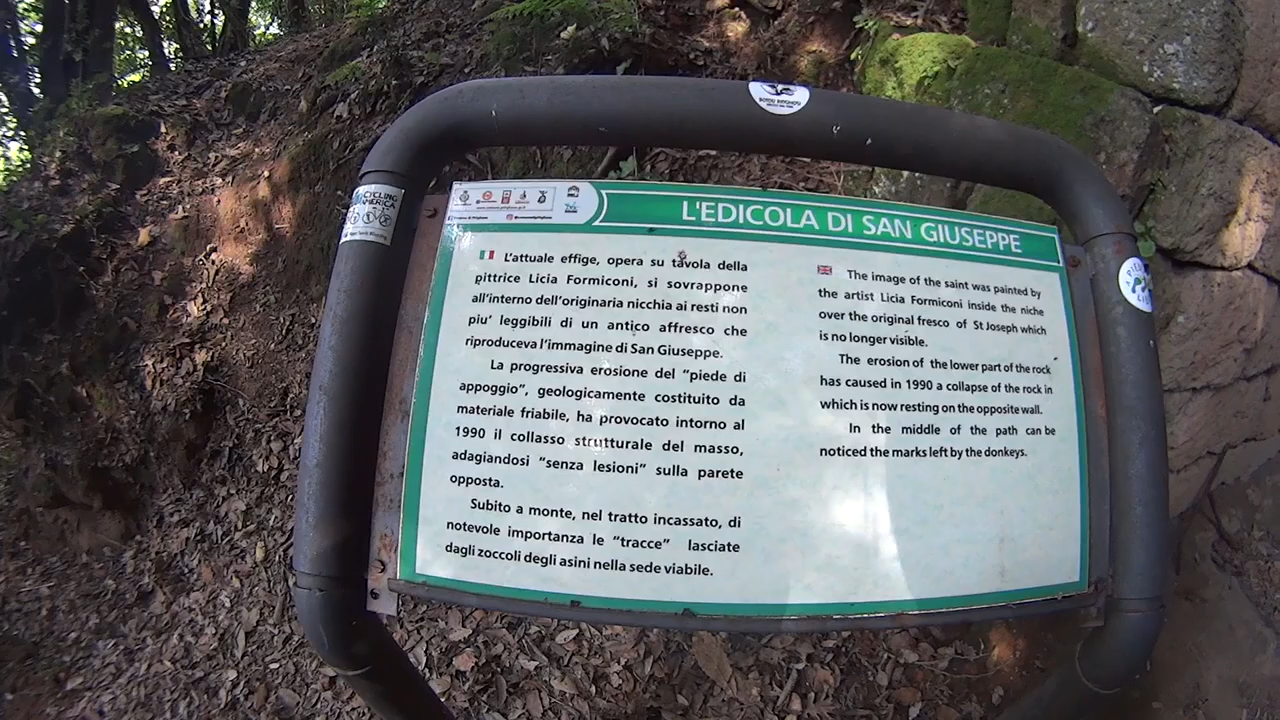 L'EDICOLA DI SAN GIUSEPPE
L'attuale effige, opera su tavola della
pittrice Licia Formiconi, si sovrappone
all'interno dell'originaria nicchia ai resti non
piu' leggibili di un antico affresco che
riproduceva l'immagine di San Giuseppe.
La progressiva erosione del "piede di
appoggio", geologicamente costituito da
materiale friabile, ha provocato intorno al
1990 il collasso strutturale del masso,
adagiandosi "senza lesioni" sulla parete
opposta.
Subito a monte, nel tratto incassato, di
notevole importanza le "tracce" lasciate
dagli zoccoli degli asini nella sede viabile.
The image of the saint was painted by
the artist Licia Formiconi inside the niche
over the original fresco of St Joseph which
is no longer visible.
The erosion of the lower part of the rock
has caused in 1990 a collapse of the rock in
which is now resting on the opposite wall.
In the middle of the path can be
noticed the marks left by the donkeys.
CYCLING
AMERICA